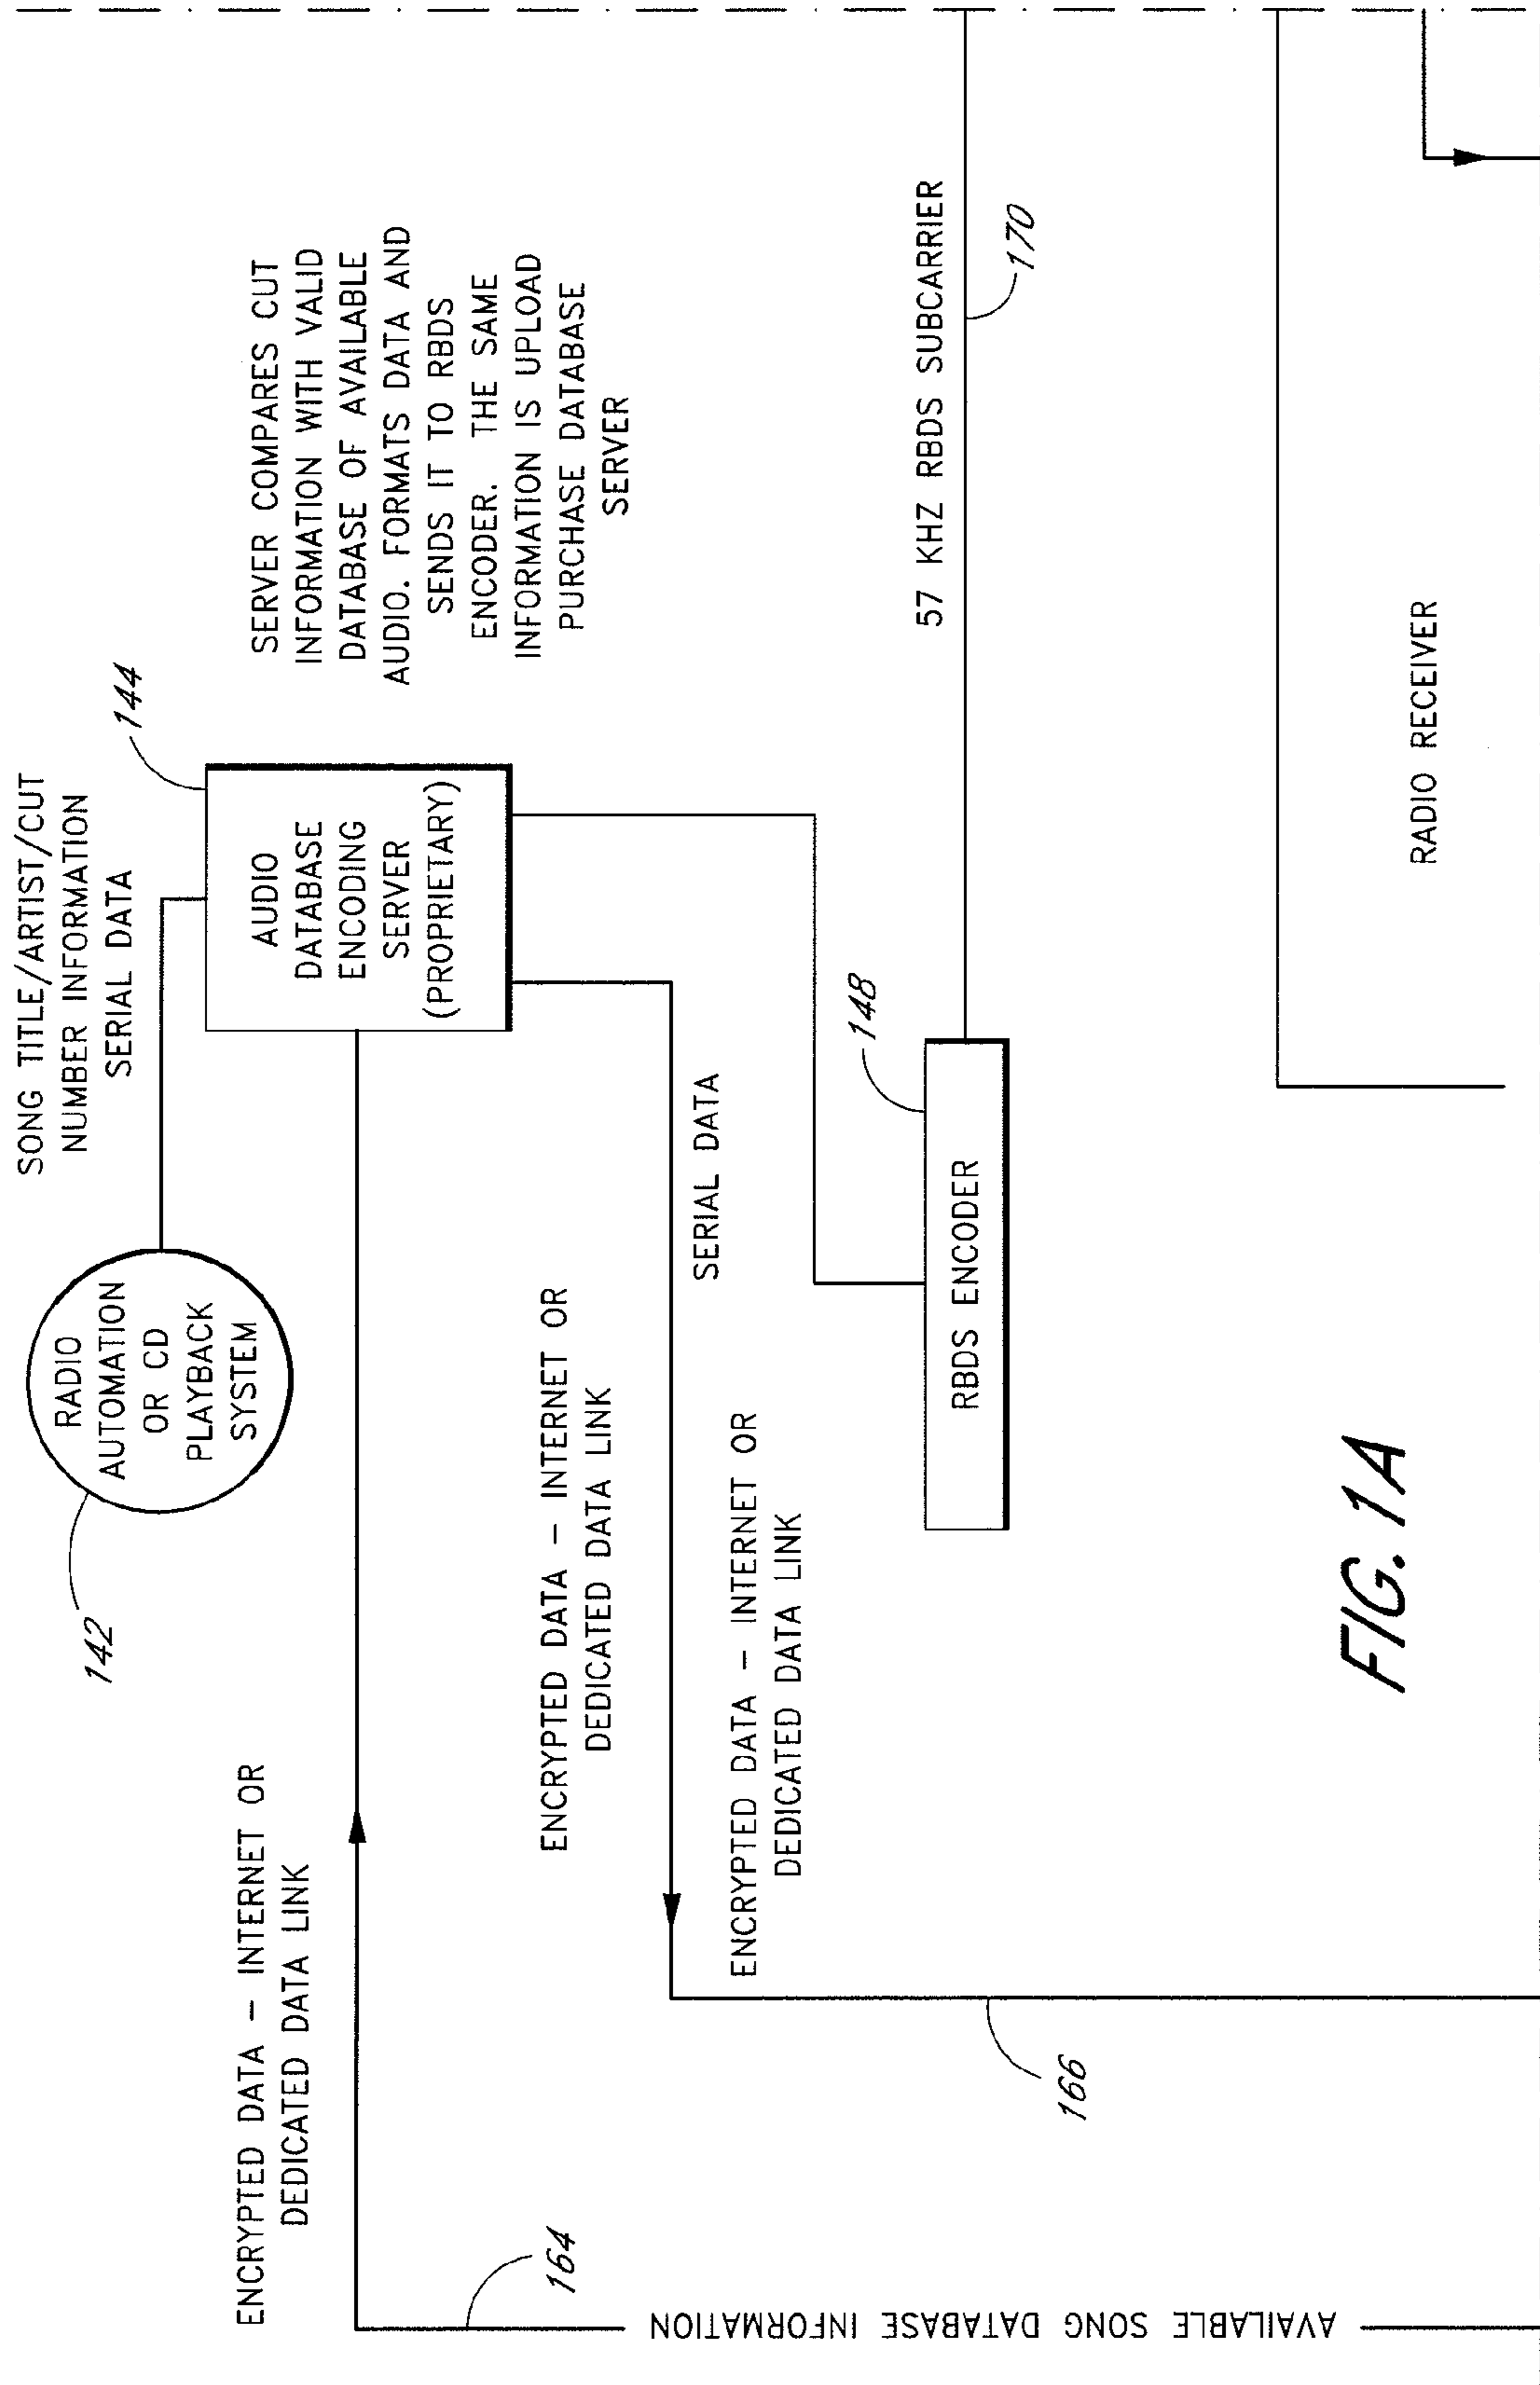 SONG TITLE/ARTIST/CUT
NUMBER INFORMATION
SERIAL DATA
RADIO
AUTOMATION
OR CD
PLAYBACK
SYSTEM
142
144
AUDIO
DATABASE
ENCODING
SERVER
(PROPRIETARY)
SERVER COMPARES CUT
INFORMATION WITH VALID
DATABASE OF AVAILABLE
AUDIO. FORMATS DATA AND
SENDS IT TO RBDS
ENCODER. THE SAME
INFORMATION IS UPLOAD
PURCHASE DATABASE
SERVER
ENCRYPTED DATA - INTERNET OR
DEDICATED DATA LINK
164
AVAILABLE SONG DATABASE INFORMATION
ENCRYPTED DATA - INTERNET OR
DEDICATED DATA LINK
SERIAL DATA
ENCRYPTED DATA - INTERNET OR
DEDICATED DATA LINK
166
148
RBDS ENCODER
57 KHZ RBDS SUBCARRIER
170
RADIO RECEIVER
FIG. 1A